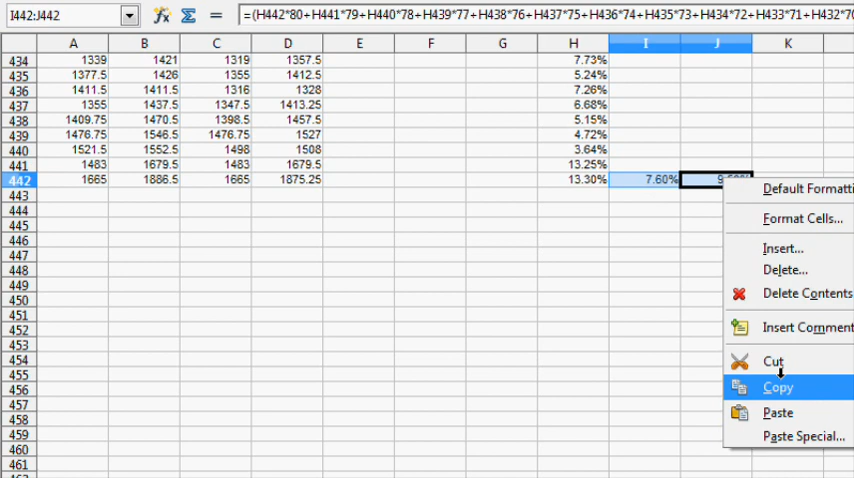 I442:J442 =(H442*80+H441*79+H440*78+H439*77+H438*76+H437*75+H436*74+H435*73+H434*72+H433*71+H432*70
A B C D E F G H I J K
434 1339 1421 1319 1357.5 7.73%
435 1377.5 1426 1355 1412.5 5.24%
436 1411.5 1411.5 1316 1328 7.26%
437 1355 1437.5 1347.5 1413.25 6.68%
438 1409.75 1470.5 1398.5 1457.5 5.15%
439 1476.75 1546.5 1476.75 1527 4.72%
440 1521.5 1552.5 1498 1508 3.64%
441 1483 1679.5 1483 1679.5 13.25%
442 1665 1886.5 1665 1875.25 13.30% 7.60%
443 Default Formatti
444
445 Format Cells...
446
447 Insert...
448 Delete...
449
450 Delete Contents
451
452 Insert Comment
453
454 Cut
455
456 Copy
457
458 Paste
459 Paste Special...
460
461